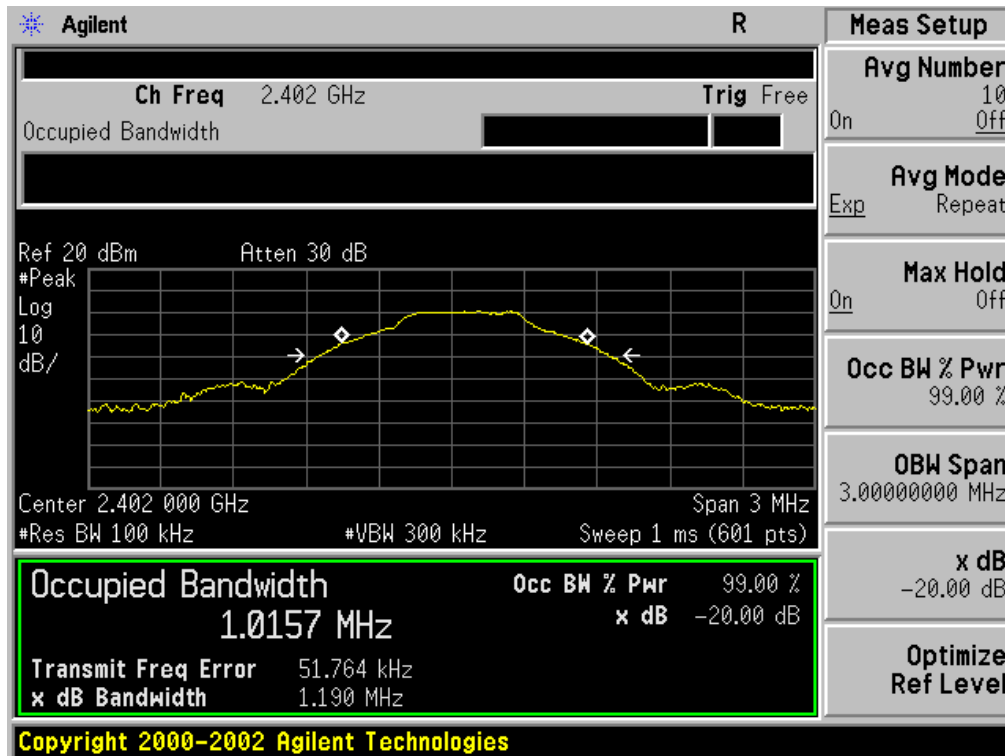 Agilent R Meas Setup
Ch Freq 2.402 GHz Trig Free
Occupied Bandwidth
Avg Number
10
On Off
Avg Mode
Exp Repeat
Max Hold
On Off
Occ BW % Pwr
99.00 %
OBW Span
3.00000000 MHz
x dB
-20.00 dB
Optimize
Ref Level
Ref 20 dBm Atten 30 dB
#Peak
Log
10
dB/
Center 2.402 000 GHz Span 3 MHz
#Res BW 100 kHz #VBW 300 kHz Sweep 1 ms (601 pts)
Occupied Bandwidth Occ BW % Pwr 99.00 %
1.0157 MHz x dB -20.00 dB
Transmit Freq Error 51.764 kHz
x dB Bandwidth 1.190 MHz
Copyright 2000-2002 Agilent Technologies